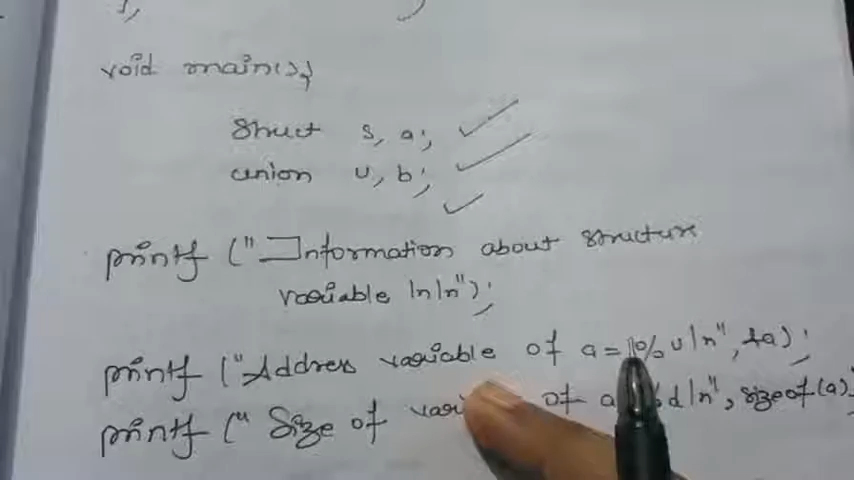 void main(){
struct s, a;
union u, b;
printf ("Information about structure
variable \n\n");
printf ("Address variable of a=%u\n", &a);
printf (" Size of of a %d\n", sizeof(a)